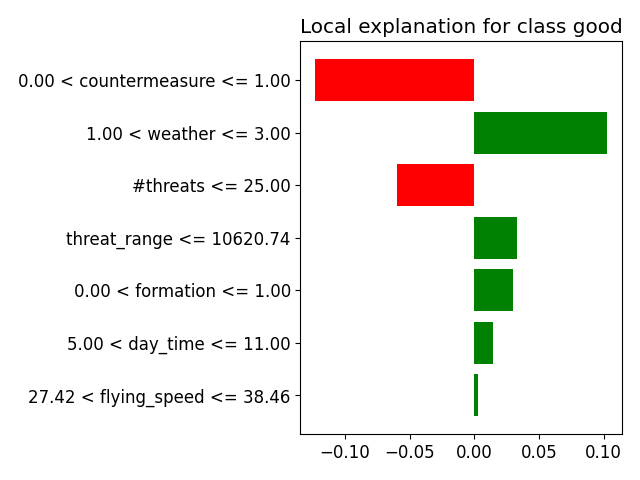 Local explanation for class good
0.00 < countermeasure <= 1.00
1.00 < weather <= 3.00
#threats <= 25.00
threat_range <= 10620.74
0.00 < formation <= 1.00
5.00 < day_time <= 11.00
27.42 < flying_speed <= 38.46
−0.10 −0.05 0.00 0.05 0.10